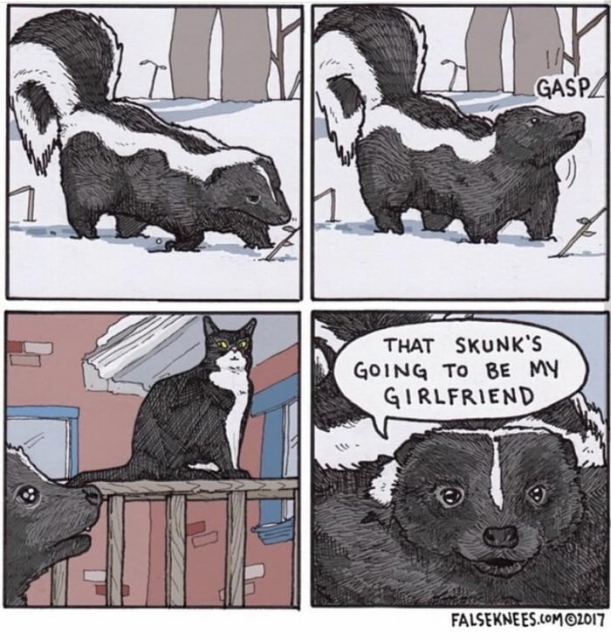 GASP
THAT SKUNK'S
GOING TO BE MY
GIRLFRIEND
FALSEKNEES.COM©2017